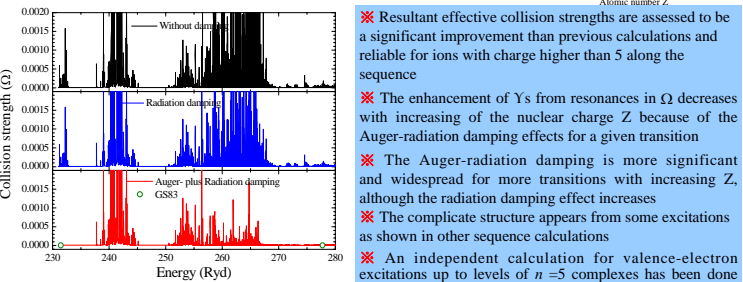 Atomic number Z
0.0020
0.0015
0.0010
0.0005
0.0000
Without damping
0.0015
0.0010
0.0005
0.0000
Radiation damping
0.0015
0.0010
0.0005
0.0000
Auger- plus Radiation damping
GS83
Collision strength (Ω)
230 240 250 260 270 280
Energy (Ryd)
※ Resultant effective collision strengths are assessed to be
a significant improvement than previous calculations and
reliable for ions with charge higher than 5 along the
sequence
※ The enhancement of Υs from resonances in Ω decreases
with increasing of the nuclear charge Z because of the
Auger-radiation damping effects for a given transition
※ The Auger-radiation damping is more significant
and widespread for more transitions with increasing Z,
although the radiation damping effect increases
※ The complicate structure appears from some excitations
as shown in other sequence calculations
※ An independent calculation for valence-electron
excitations up to levels of n =5 complexes has been done